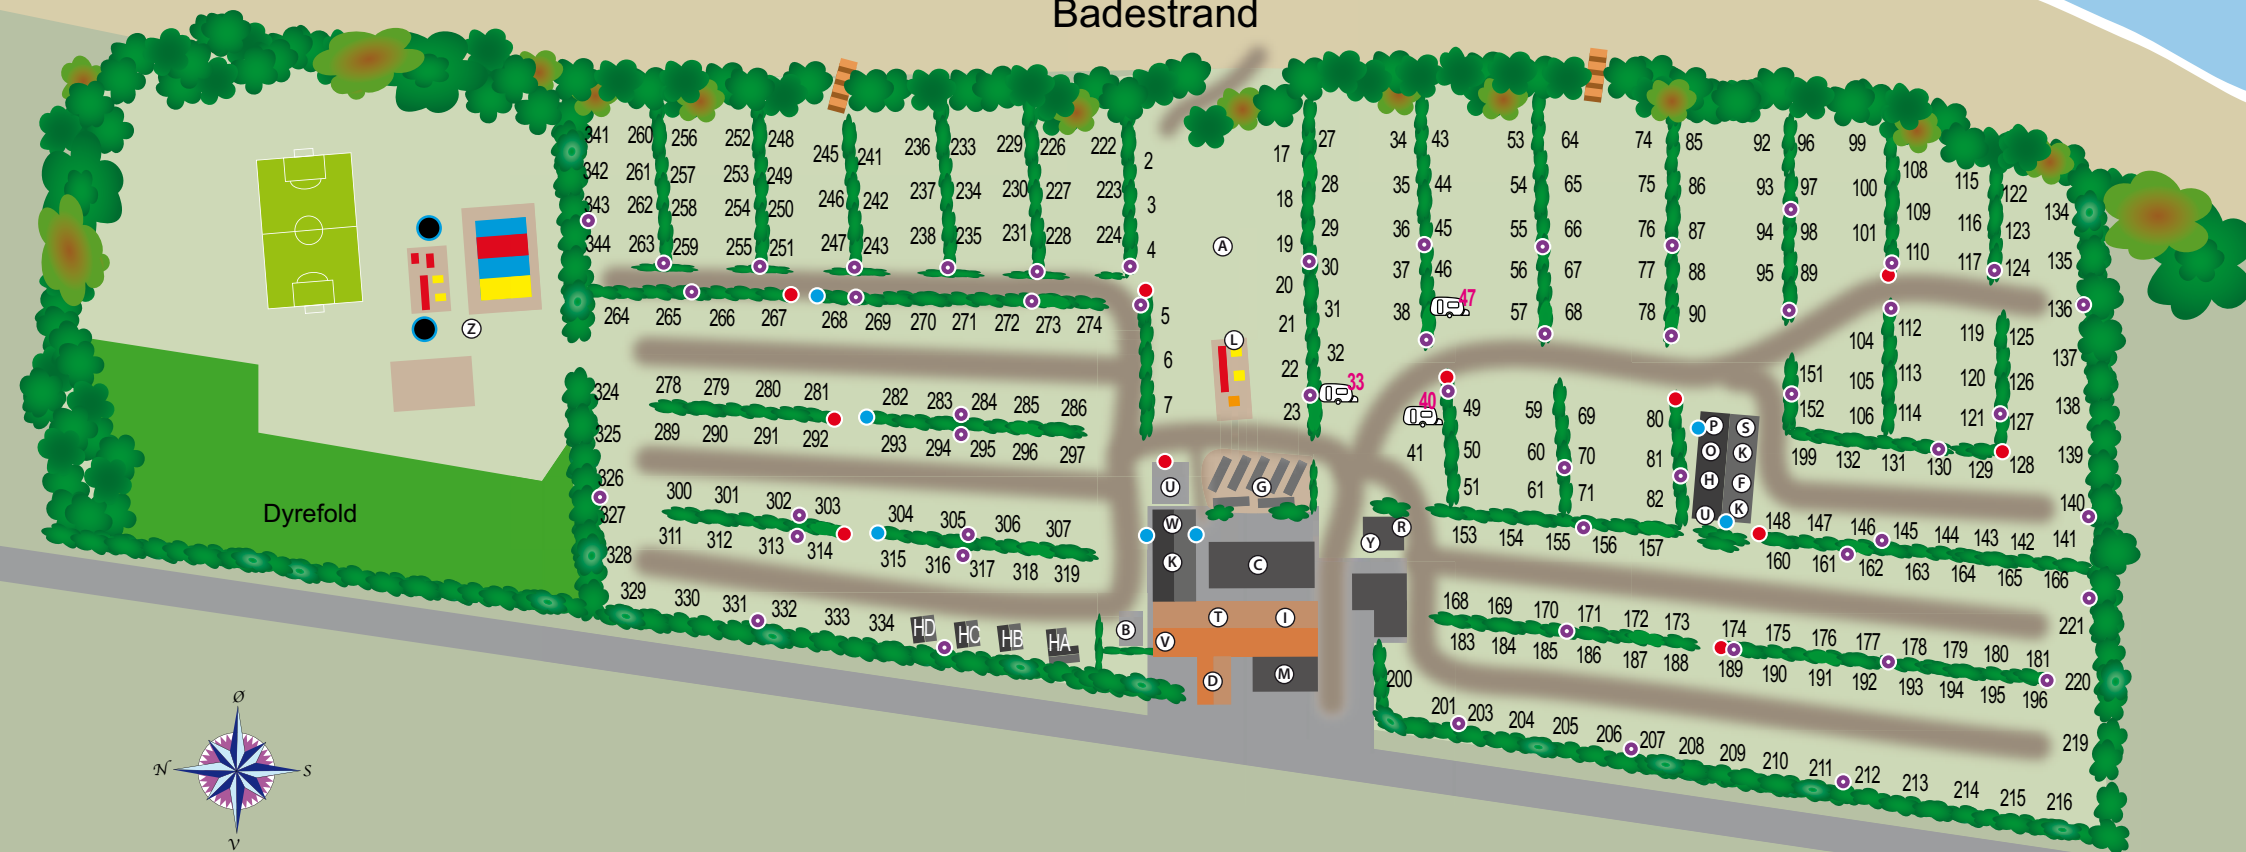 Badestrand
341 260 256 252 248 245 241 236 233 229 226 222 2 17 27 34 43 53 64 74 85 92 96 99 108 115 122 134
342 261 257 253 249 246 242 237 234 230 227 223 3 18 28 35 44 54 65 75 86 93 97 100 109 116 123
343 262 258 254 250 247 243 238 235 231 228 224 4 19 29 36 45 55 66 76 87 94 98 101 110 117 124 135
344 263 259 255 251 A 30 37 46 56 67 77 88 95 89 136
264 265 266 267 268 269 270 271 272 273 274 5 20 31 38 47 57 68 78 90 112 119 125
Z 6 L 21 32 104 137
324 278 279 280 281 282 283 284 285 286 7 22 33 40 49 59 69 80 151 105 113 120 126 138
325 289 290 291 292 293 294 295 296 297 23 41 50 60 70 81 P S 152 106 114 121 127
O K 199 132 131 130 129 128 139
326 300 301 302 303 304 305 306 307 U G 51 61 71 82 H F 140
327 311 312 313 314 315 316 317 318 319 W R U K 148 147 146 145 144 143 142 141
Dyrefold
328 K C Y 153 154 155 156 157 160 161 162 163 164 165 166
329 330 331 332 333 334 HD HC HB HA B T I 168 169 170 171 172 173 174 175 176 177 178 179 180 181 221
V 183 184 185 186 187 188 189 190 191 192 193 194 195 196 220
D M 200
201 203 204 205 206 207 208 209 210 211 212 213 214 215 216 219
Ø
N S
V